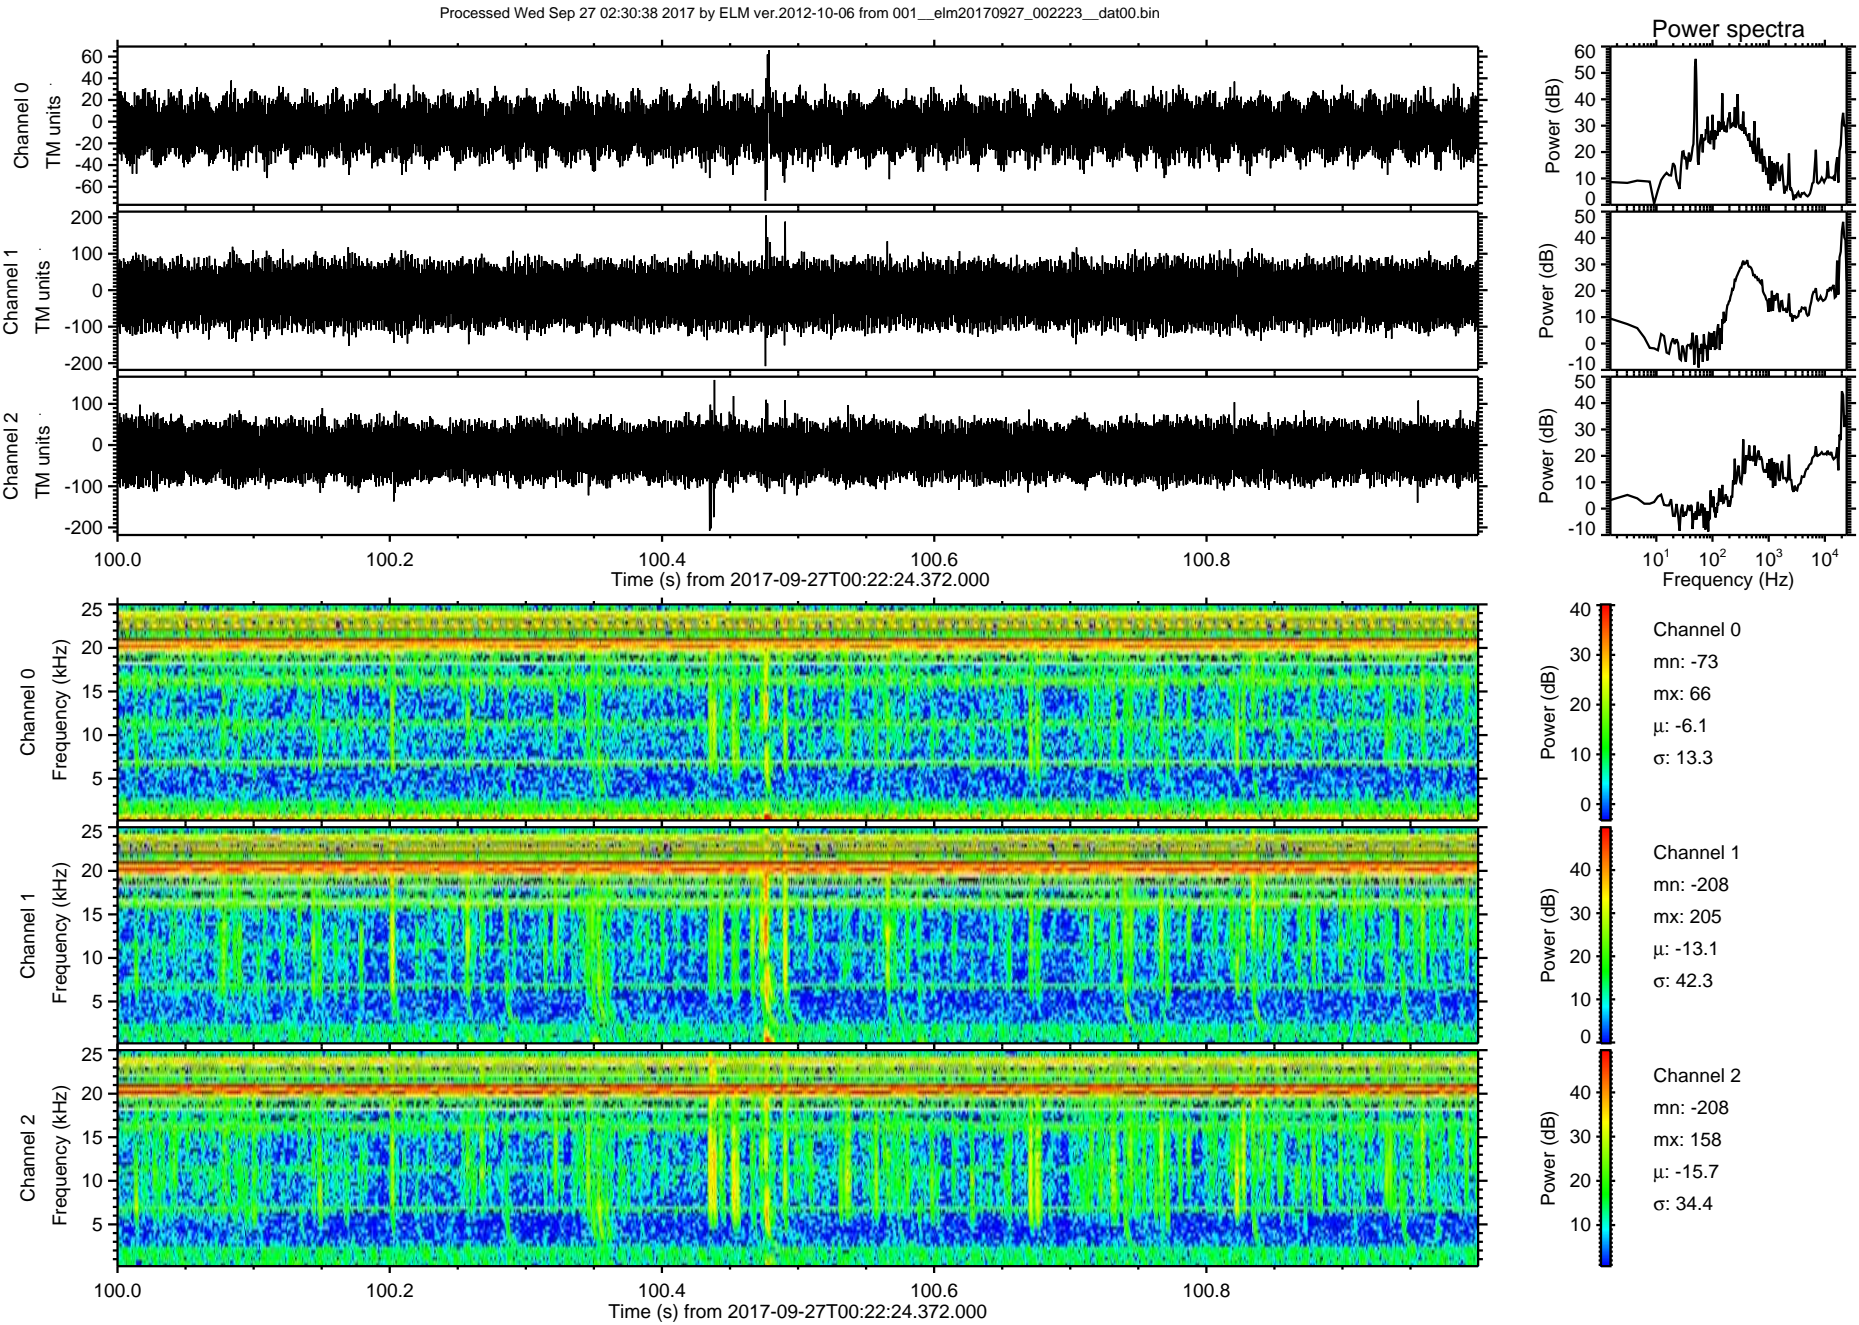 Processed Wed Sep 27 02:30:38 2017 by ELM ver.2012-10-06 from 001__elm20170927_002223__dat00.bin
Power spectra
Channel 0
TM units
60
40
20
0
-20
-40
-60
Power (dB)
60
50
40
30
20
10
0
Channel 1
TM units
200
100
0
-100
-200
Power (dB)
50
40
30
20
10
0
-10
Channel 2
TM units
100
0
-100
-200
Power (dB)
50
40
30
20
10
0
-10
100.0 100.2 100.4 100.6 100.8
Time (s) from 2017-09-27T00:22:24.372.000
10¹ 10² 10³ 10⁴
Frequency (Hz)
Channel 0
Frequency (kHz)
25
20
15
10
5
Power (dB)
40
30
20
10
0
Channel 0
mn: -73
mx: 66
μ: -6.1
σ: 13.3
Channel 1
Frequency (kHz)
25
20
15
10
5
Power (dB)
40
30
20
10
0
Channel 1
mn: -208
mx: 205
μ: -13.1
σ: 42.3
Channel 2
Frequency (kHz)
25
20
15
10
5
Power (dB)
40
30
20
10
Channel 2
mn: -208
mx: 158
μ: -15.7
σ: 34.4
100.0 100.2 100.4 100.6 100.8
Time (s) from 2017-09-27T00:22:24.372.000